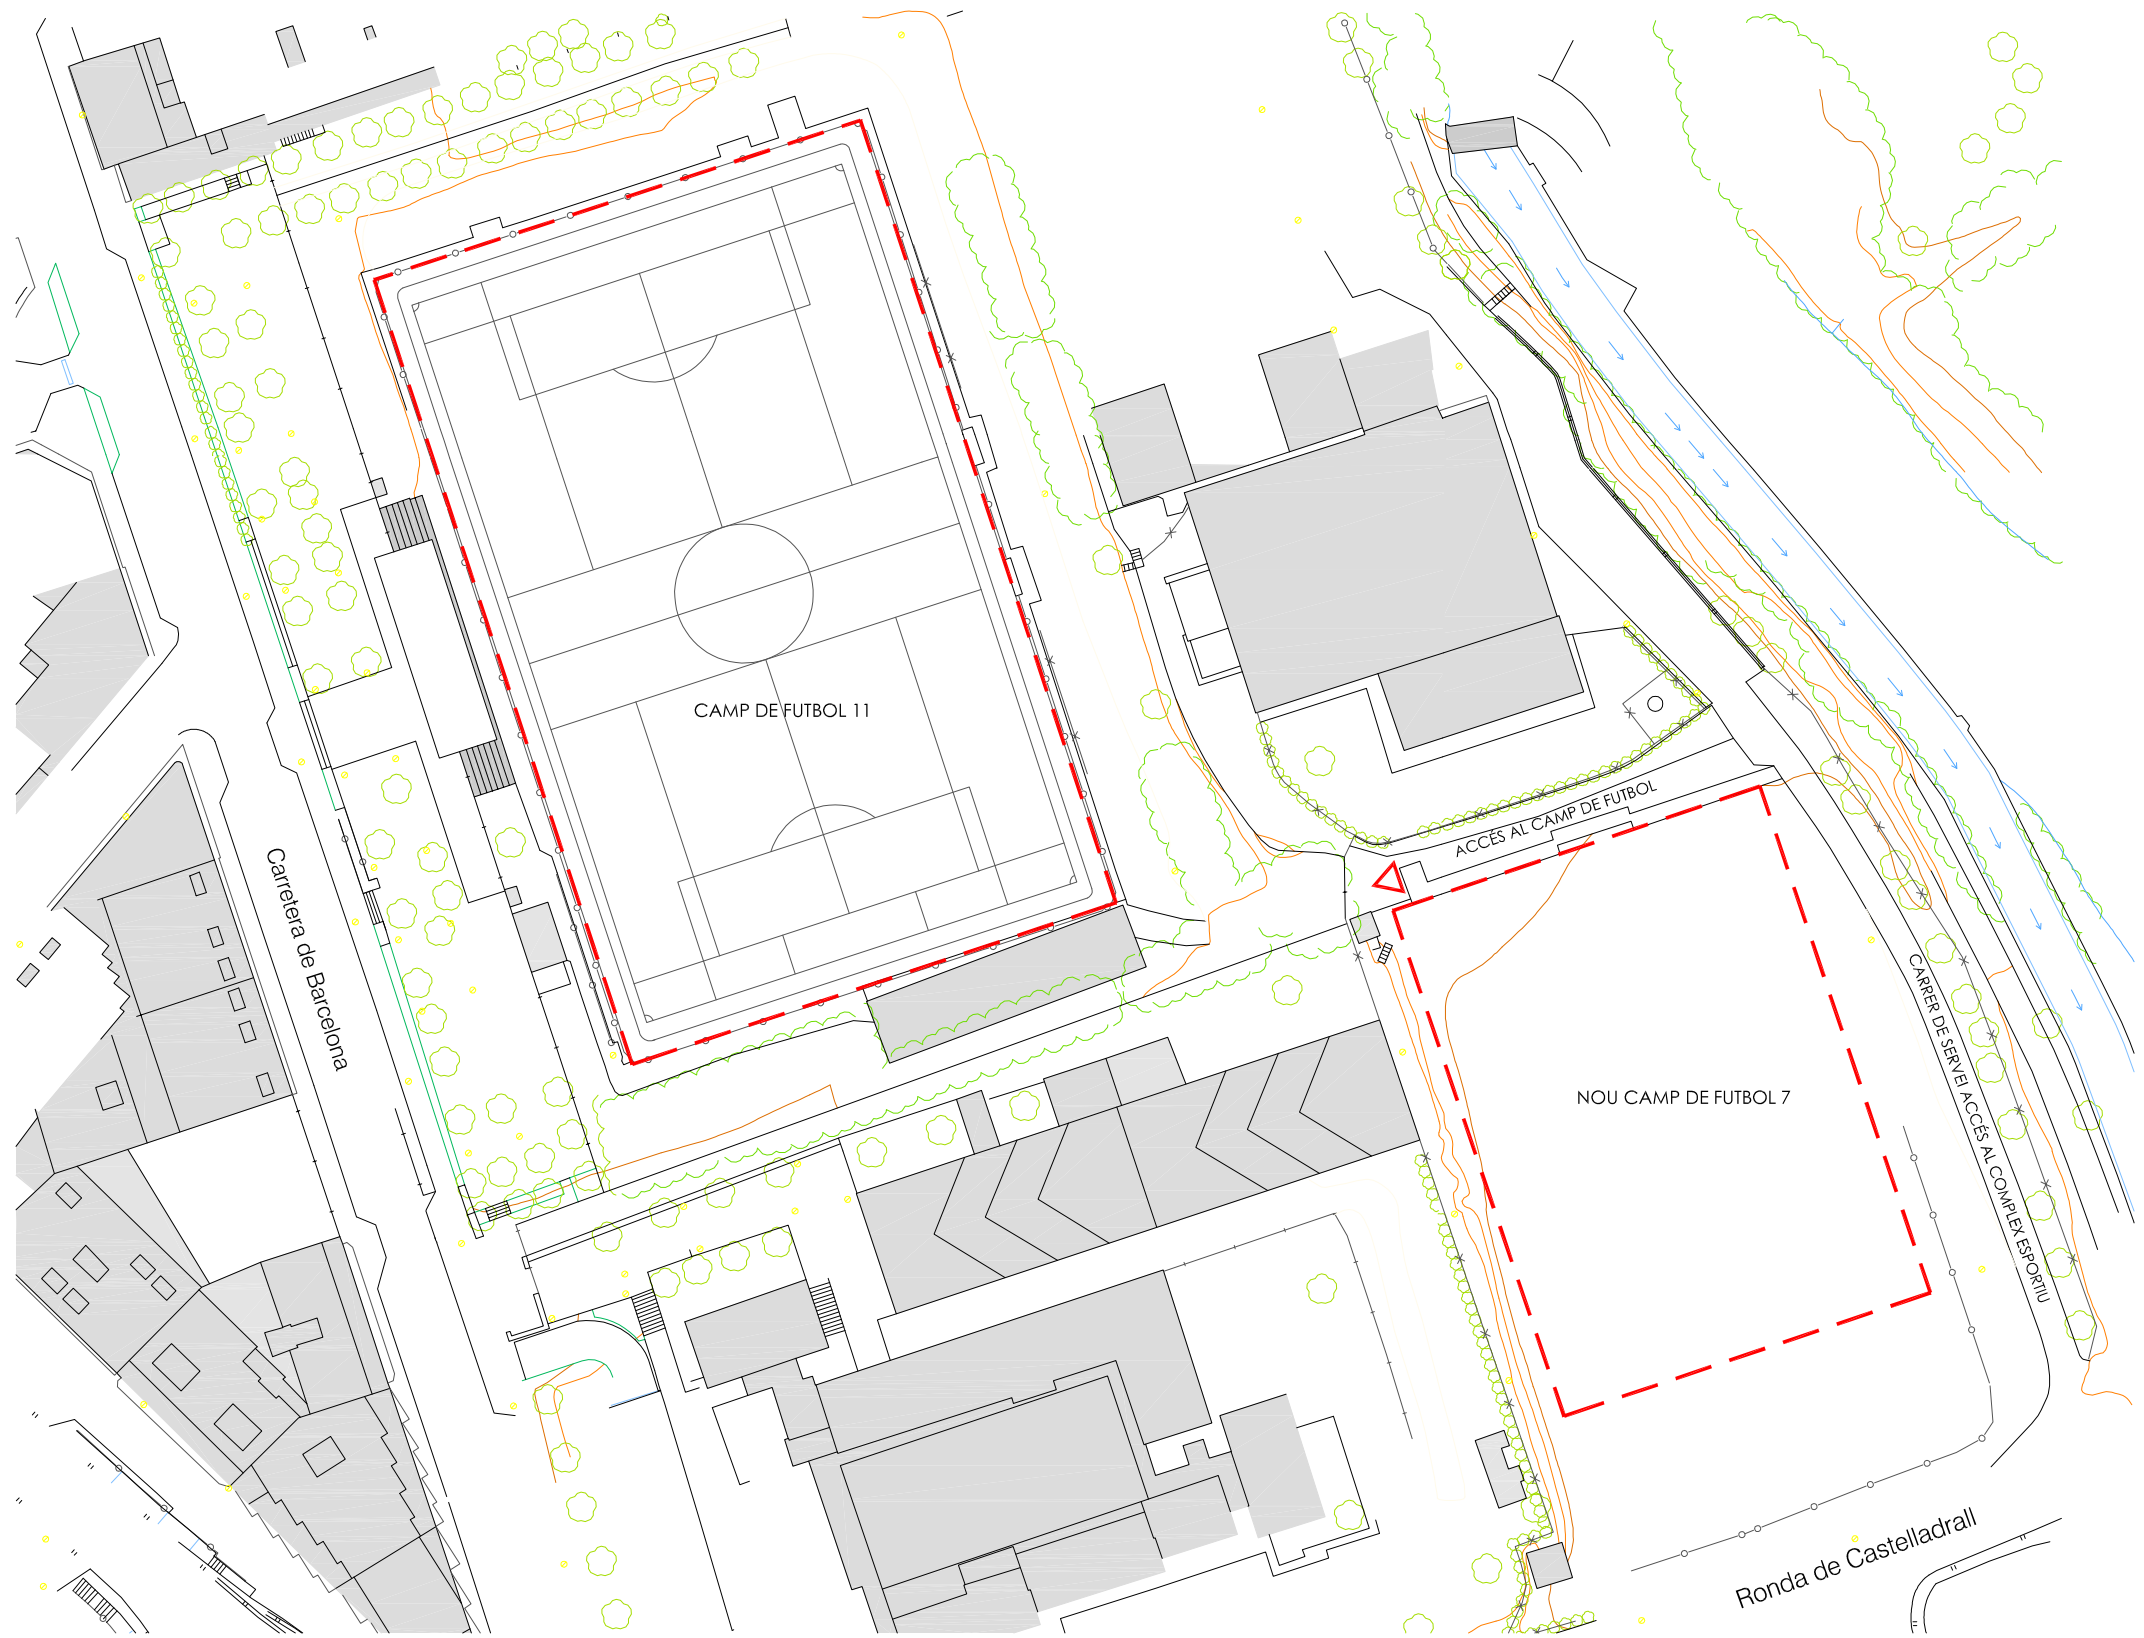 CAMP DE FUTBOL 11
ACCÉS AL CAMP DE FUTBOL
Carretera de Barcelona
CARRER DE SERVEI ACCÉS AL COMPLEX ESPORTIU
NOU CAMP DE FUTBOL 7
Ronda de Castelladrall